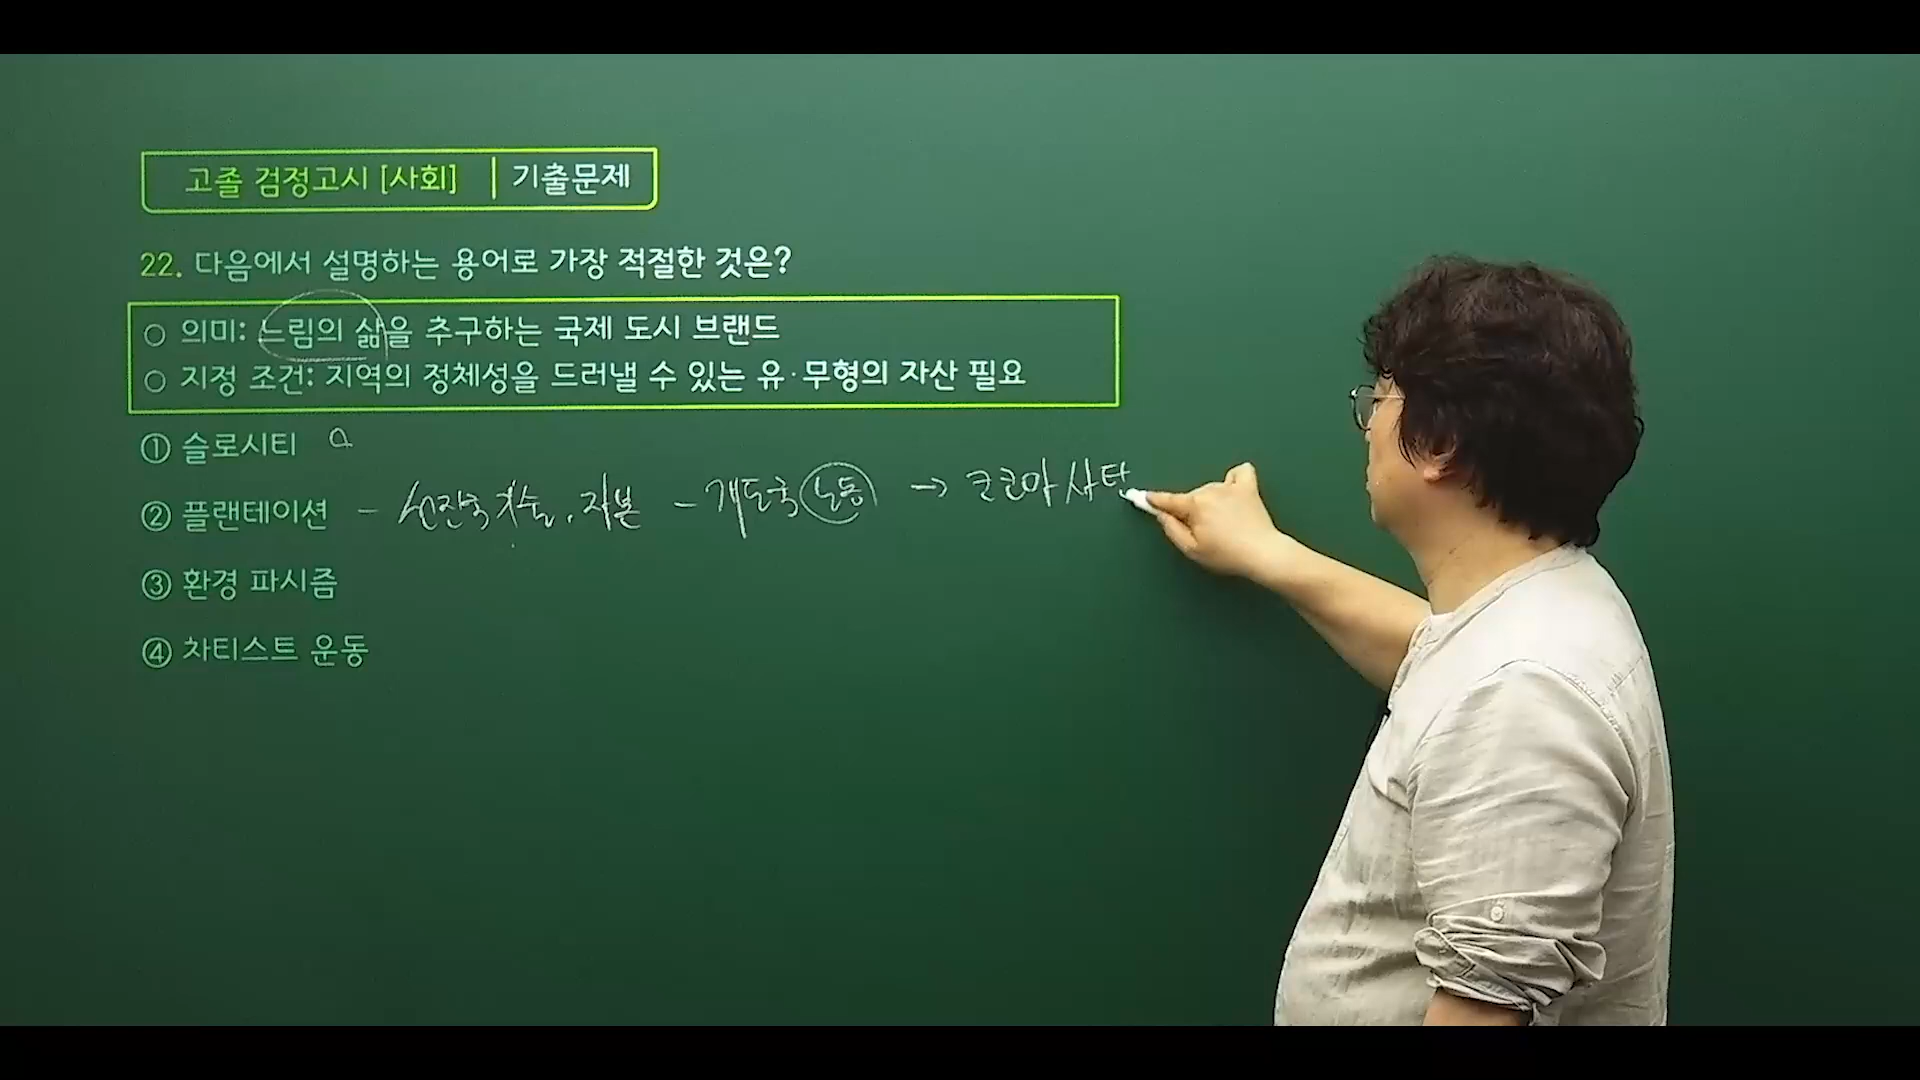 고졸 검정고시 [사회] | 기출문제
22. 다음에서 설명하는 용어로 가장 적절한 것은?
○ 의미: 느림의 삶을 추구하는 국제 도시 브랜드
○ 지정 조건: 지역의 정체성을 드러낼 수 있는 유·무형의 자산 필요
① 슬로시티
② 플랜테이션 - 선진국 기술, 자본 - 개도국 노동 → 코코아 사탕
③ 환경 파시즘
④ 차티스트 운동